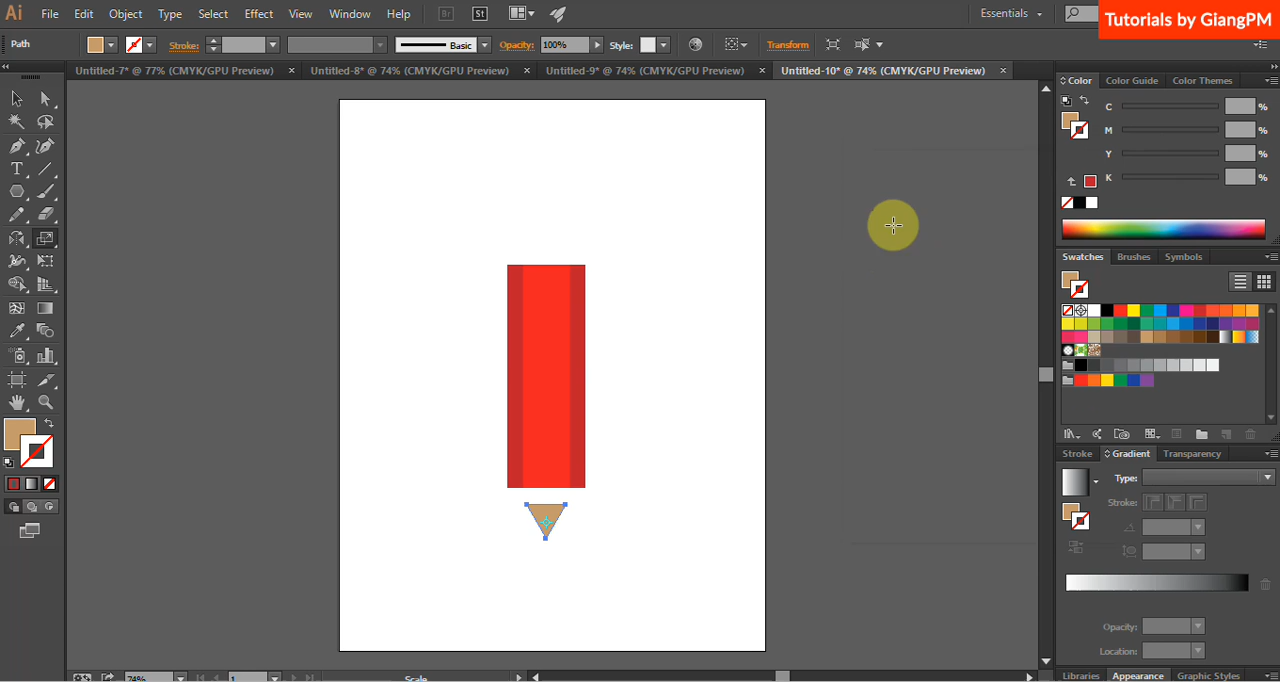 Ai File Edit Object Type Select Effect View Window Help Br St Essentials
Tutorials by GiangPM
Path Stroke: Basic Opacity: 100% Style: Transform
Untitled-7* @ 77% (CMYK/GPU Preview) × Untitled-8* @ 74% (CMYK/GPU Preview) × Untitled-9* @ 74% (CMYK/GPU Preview) × Untitled-10* @ 74% (CMYK/GPU Preview) ×
Color Color Guide Color Themes
C %
M %
Y %
K %
Swatches Brushes Symbols
Stroke Gradient Transparency
Type:
Stroke:
Opacity:
Location:
74% 1 Scale
Libraries Appearance Graphic Styles